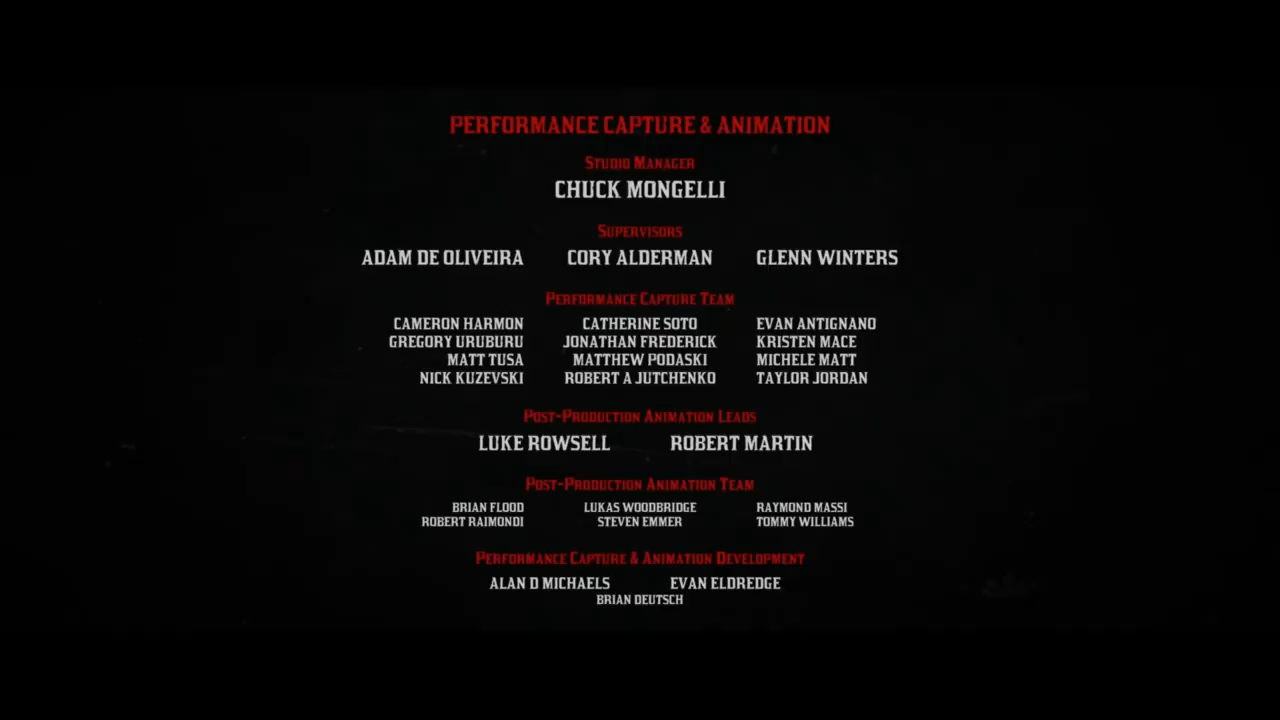 PERFORMANCE CAPTURE & ANIMATION
STUDIO MANAGER
CHUCK MONGELLI
SUPERVISORS
ADAM DE OLIVEIRA CORY ALDERMAN GLENN WINTERS
PERFORMANCE CAPTURE TEAM
CAMERON HARMON CATHERINE SOTO EVAN ANTIGNANO
GREGORY URUBURU JONATHAN FREDERICK KRISTEN MACE
MATT TUSA MATTHEW PODASKI MICHELE MATT
NICK KUZEVSKI ROBERT A JUTCHENKO TAYLOR JORDAN
POST-PRODUCTION ANIMATION LEADS
LUKE ROWSELL ROBERT MARTIN
POST-PRODUCTION ANIMATION TEAM
BRIAN FLOOD LUKAS WOODBRIDGE RAYMOND MASSI
ROBERT RAIMONDI STEVEN EMMER TOMMY WILLIAMS
PERFORMANCE CAPTURE & ANIMATION DEVELOPMENT
ALAN D MICHAELS EVAN ELDREDGE
BRIAN DEUTSCH